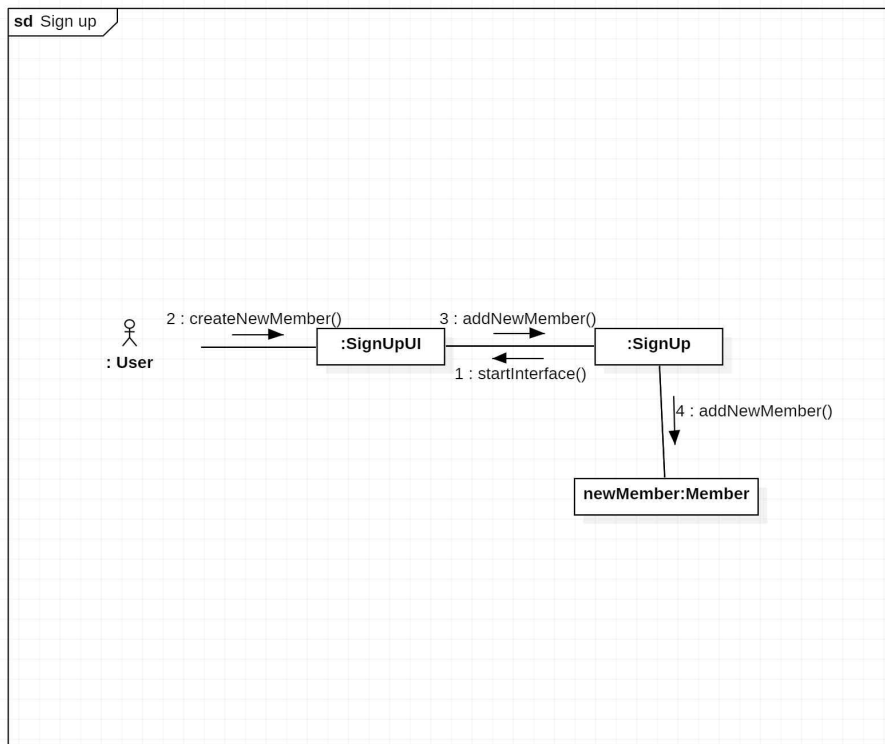 sd Sign up
2 : createNewMember()
3 : addNewMember()
: User
:SignUpUI
:SignUp
1 : startInterface()
4 : addNewMember()
newMember:Member